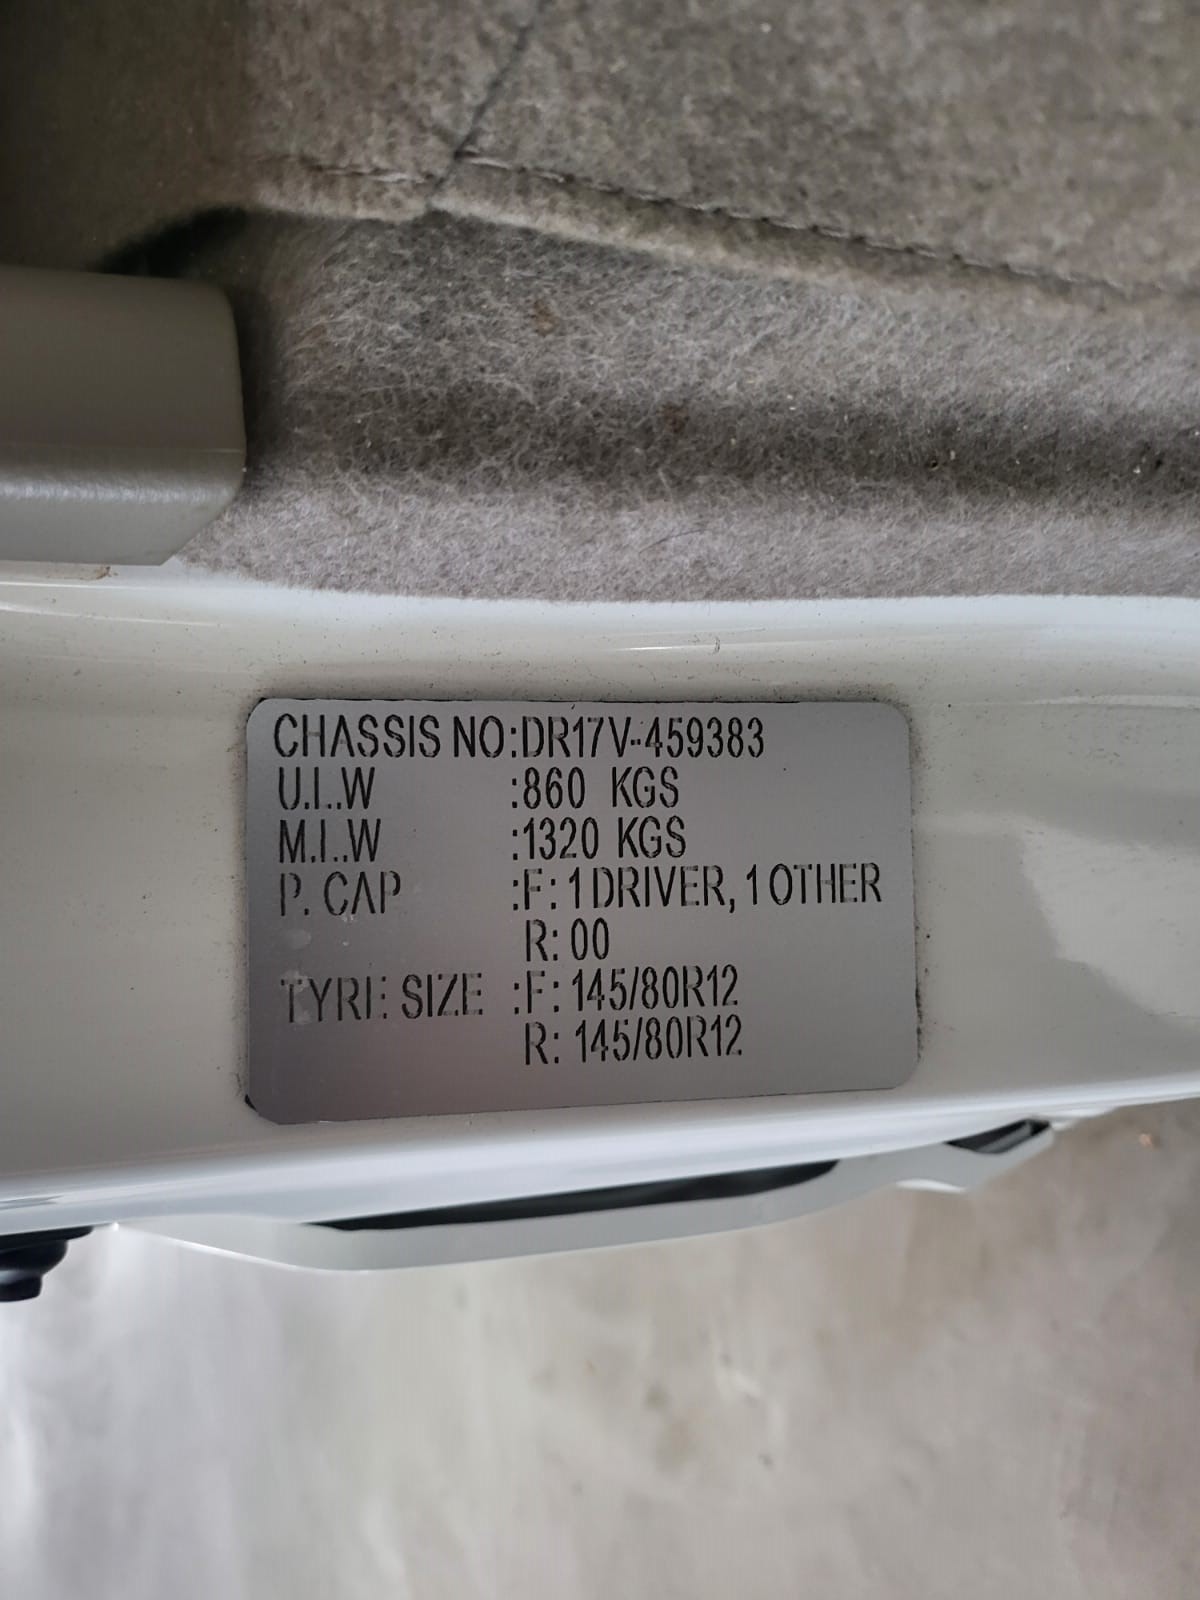 CHASSIS NO:DR17V-459383
U.L.W :860 KGS
M.L.W :1320 KGS
P. CAP :F: 1 DRIVER, 1 OTHER
R: 00
TYRE SIZE :F: 145/80R12
R: 145/80R12